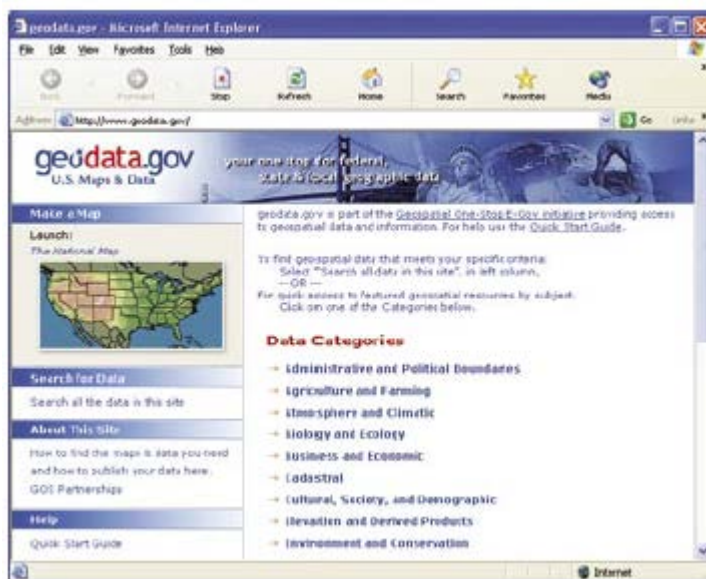 geodata.gov - Microsoft Internet Explorer
File Edit View Favorites Tools Help
Back Forward Stop Refresh Home Search Favorites Media
Address http://www.geodata.gov/ Go Links
geodata.gov
U.S. Maps & Data
your one stop for federal,
state & local geographic data
Make a Map
Launch:
The National Map
Search for Data
Search all the data in this site
About This Site
How to find the maps & data you need
and how to publish your data here.
GOS Partnerships
Help
Quick Start Guide
geodata.gov is part of the Geospatial One-Stop E-Gov initiative providing access
to geospatial data and information. For help use the Quick Start Guide.
To find geospatial data that meets your specific criteria:
Select "Search all data in this site", in left column,
--- OR ---
For quick access to featured geospatial resources by subject:
Click on one of the Categories below.
Data Categories
→ Administrative and Political Boundaries
→ Agriculture and Farming
→ Atmosphere and Climatic
→ Biology and Ecology
→ Business and Economic
→ Cadastral
→ Cultural, Society, and Demographic
→ Elevation and Derived Products
→ Environment and Conservation
Internet